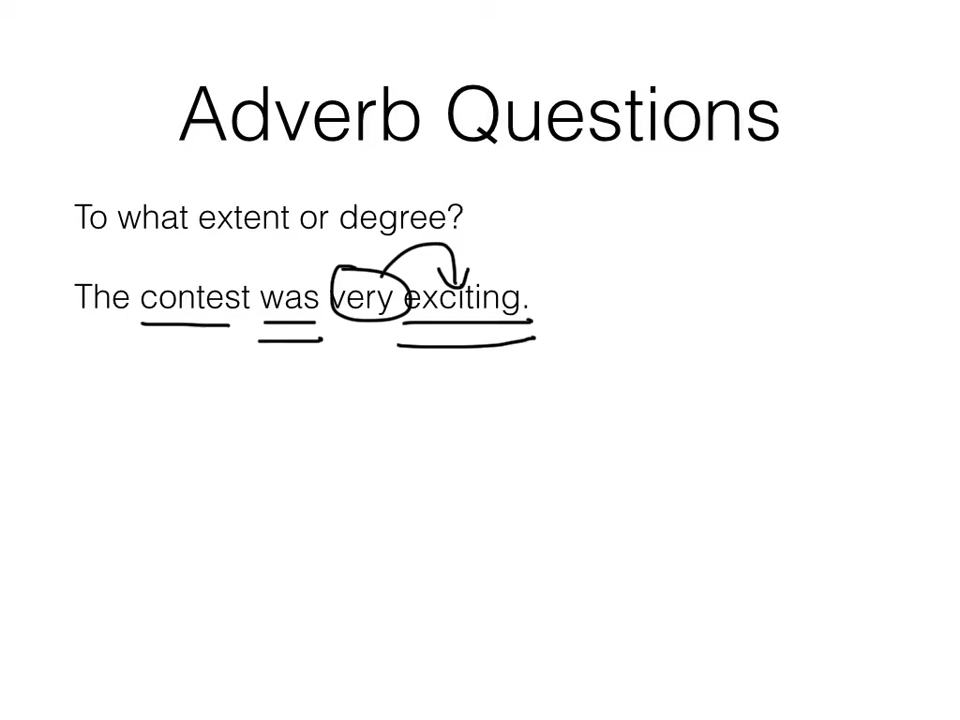 Adverb Questions
To what extent or degree?
The contest was very exciting.